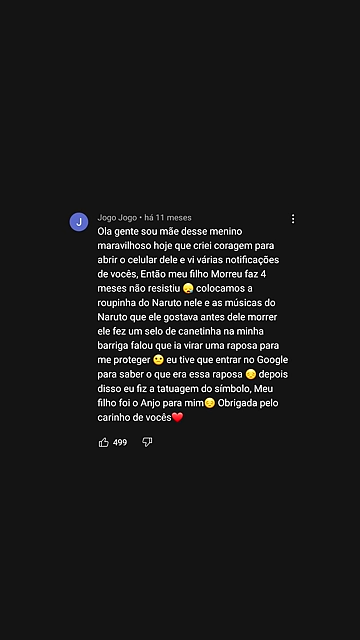 J
Jogo Jogo • há 11 meses
Ola gente sou mãe desse menino
maravilhoso hoje que criei coragem para
abrir o celular dele e vi várias notificações
de vocês, Então meu filho Morreu faz 4
meses não resistiu 😞 colocamos a
roupinha do Naruto nele e as músicas do
Naruto que ele gostava antes dele morrer
ele fez um selo de canetinha na minha
barriga falou que ia virar uma raposa para
me proteger 😕 eu tive que entrar no Google
para saber o que era essa raposa 😔 depois
disso eu fiz a tatuagem do símbolo, Meu
filho foi o Anjo para mim😔 Obrigada pelo
carinho de vocês❤️
499